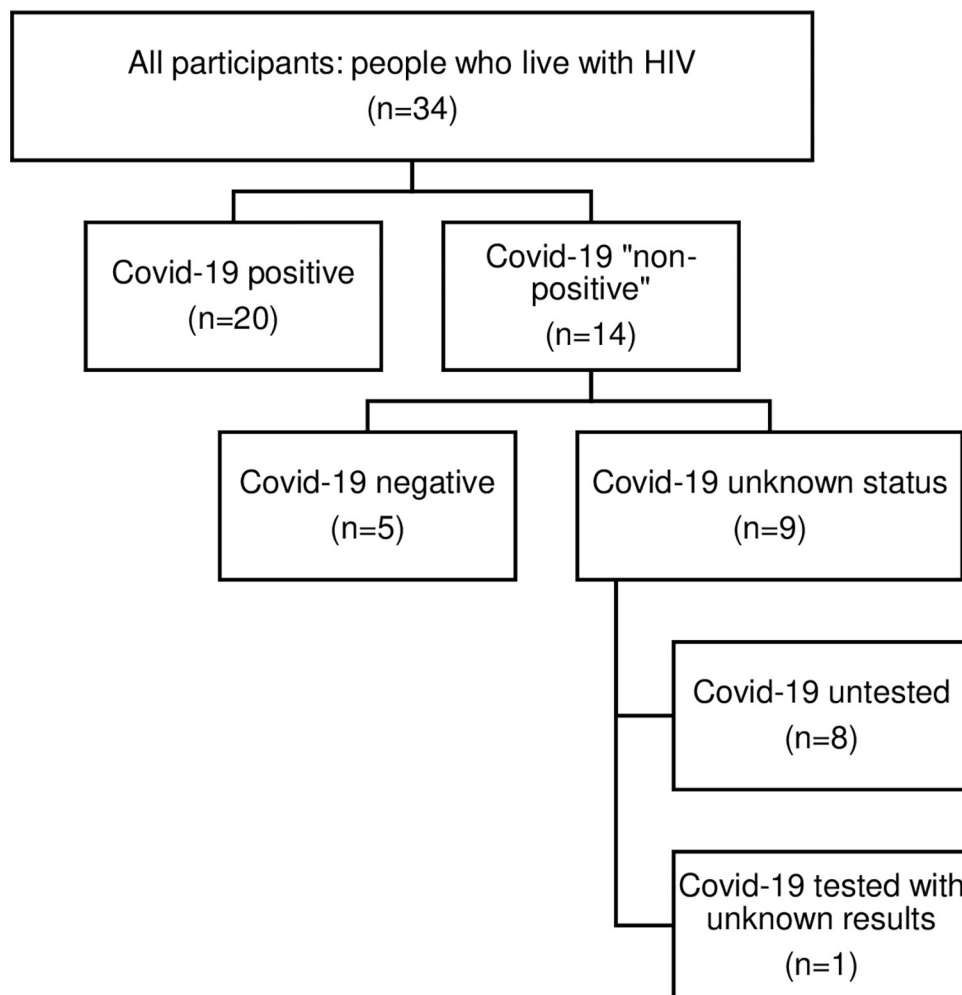 All participants: people who live with HIV
(n=34)
Covid-19 positive
(n=20)
Covid-19 "non-
positive"
(n=14)
Covid-19 negative
(n=5)
Covid-19 unknown status
(n=9)
Covid-19 untested
(n=8)
Covid-19 tested with
unknown results
(n=1)